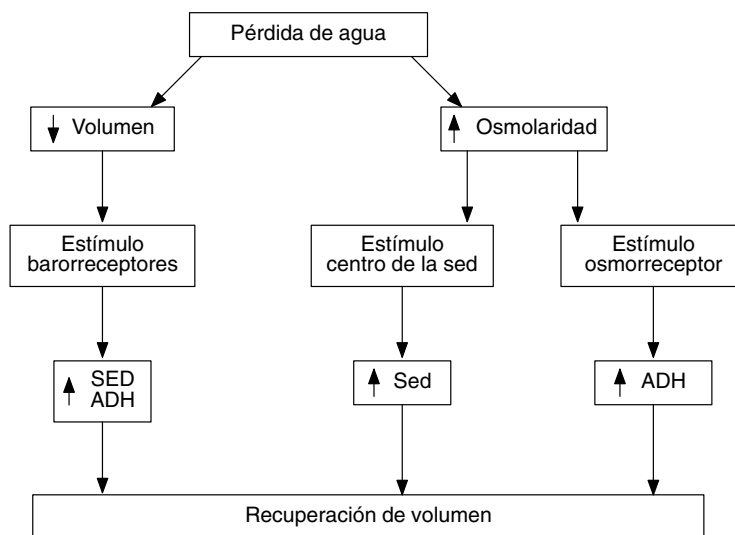 Pérdida de agua
Volumen
Osmolaridad
Estímulo
barorreceptores
Estímulo
centro de la sed
Estímulo
osmorreceptor
SED
ADH
Sed
ADH
Recuperación de volumen